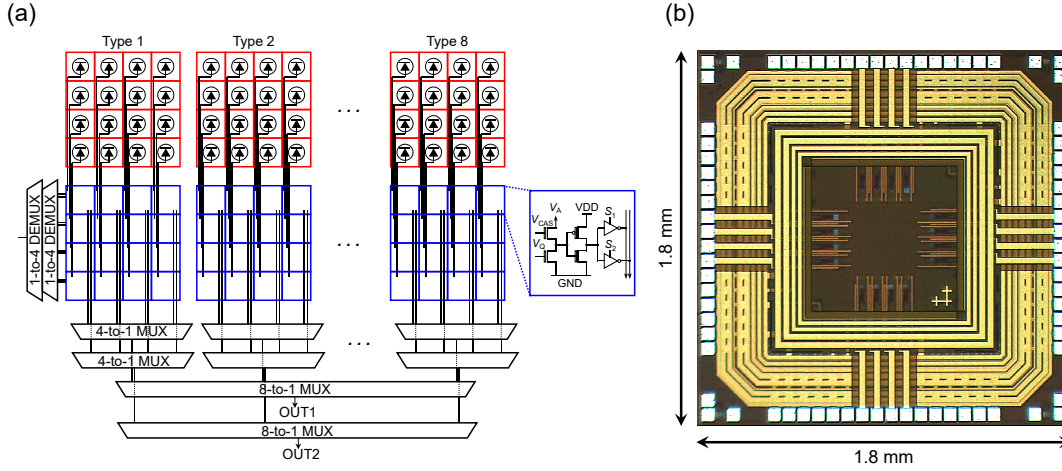 (a)
Type 1
Type 2
Type 8
...
1-to-4 DEMUX
1-to-4 DEMUX
...
VA
VDD
S1
VCAS
VQ
S2
GND
4-to-1 MUX
4-to-1 MUX
...
8-to-1 MUX
OUT1
8-to-1 MUX
OUT2
(b)
1.8 mm
1.8 mm